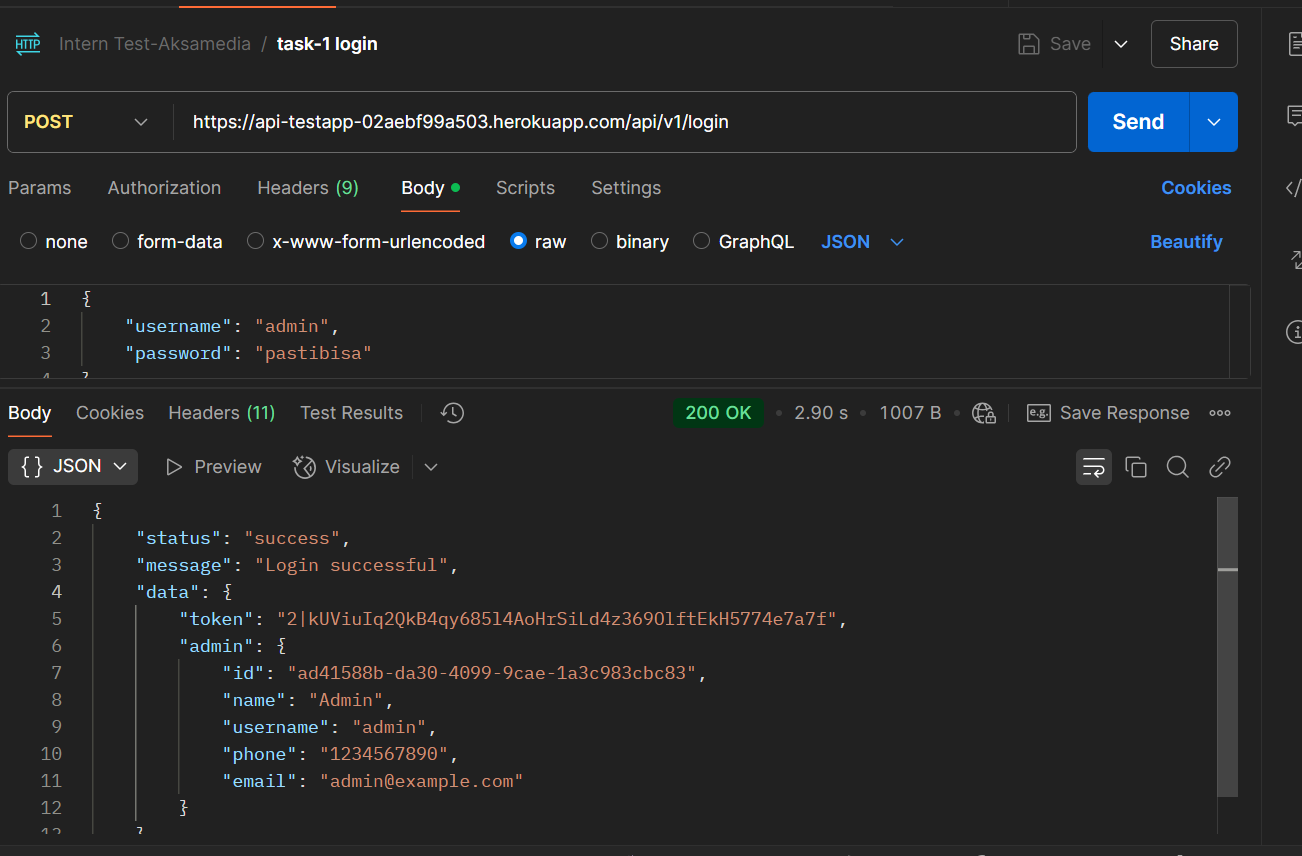 HTTP Intern Test-Aksamedia / task-1 login Save Share
POST https://api-testapp-02aebf99a503.herokuapp.com/api/v1/login Send
Params Authorization Headers (9) Body Scripts Settings Cookies
none form-data x-www-form-urlencoded raw binary GraphQL JSON Beautify
1 {
2 "username": "admin",
3 "password": "pastibisa"
4 }
Body Cookies Headers (11) Test Results 200 OK 2.90 s 1007 B e.g. Save Response
{} JSON Preview Visualize
1 {
2 "status": "success",
3 "message": "Login successful",
4 "data": {
5 "token": "2|kUViuIq2QkB4qy685l4AoHrSiLd4z369OlftEkH5774e7a7f",
6 "admin": {
7 "id": "ad41588b-da30-4099-9cae-1a3c983cbc83",
8 "name": "Admin",
9 "username": "admin",
10 "phone": "1234567890",
11 "email": "admin@example.com"
12 }
13 }